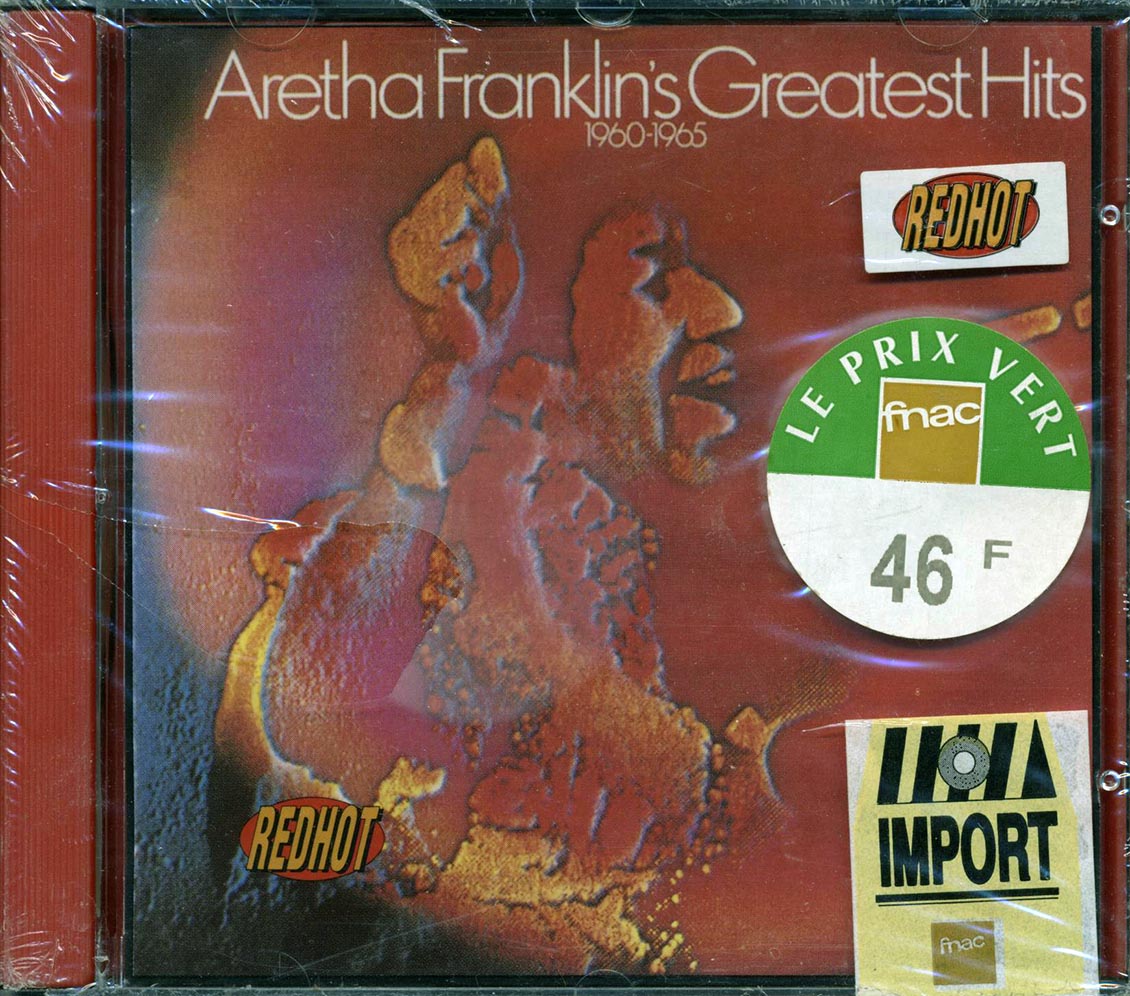 Aretha Franklin's Greatest Hits
1960-1965
REDHOT
LE PRIX VERT
fnac
46 F
REDHOT
IMPORT
fnac